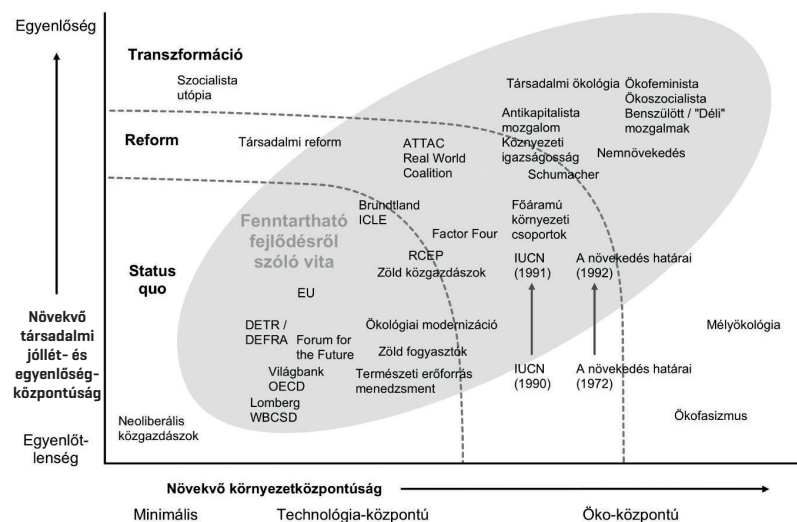 Egyenlőség
Transzformáció
Szocialista
utópia
Társadalmi ökológia
Ökofeminista
Ökoszocialista
Benszülött / "Déli"
mozgalmak
Antikapitalista
mozgalom
Köznyezeti
igazságosság
Reform
Társadalmi reform
ATTAC
Real World
Coalition
Nemnövekedés
Schumacher
Brundtland
ICLE
Főáramú
környezeti
csoportok
Fenntartható
fejlődésről
szóló vita
Factor Four
RCEP
Zöld közgazdászok
IUCN
(1991)
A növekedés határai
(1992)
Status
quo
EU
Növekvő
társadalmi
jóllét- és
egyenlőség-
központúság
DETR /
DEFRA
Forum for
the Future
Ökológiai modernizáció
Mélyökológia
Zöld fogyasztók
Világbank
OECD
Természeti erőforrás
menedzsment
IUCN
(1990)
A növekedés határai
(1972)
Lomberg
WBCSD
Neoliberális
közgazdászok
Ökofasizmus
Egyenlőt-
lenség
Növekvő környezetközpontúság
Minimális
Technológia-központú
Öko-központú